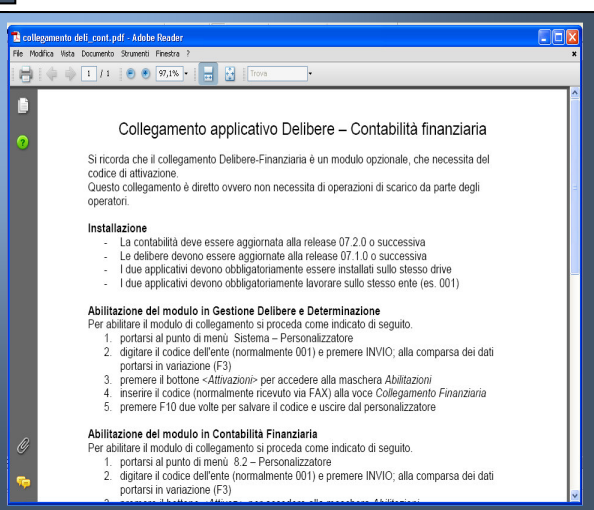 collegamento deli_cont.pdf - Adobe Reader
File Modifica Vista Documento Strumenti Finestra ?
1 / 1 97,1% Trova
Collegamento applicativo Delibere – Contabilità finanziaria
Si ricorda che il collegamento Delibere-Finanziaria è un modulo opzionale, che necessita del
codice di attivazione.
Questo collegamento è diretto ovvero non necessita di operazioni di scarico da parte degli
operatori.
Installazione
- La contabilità deve essere aggiornata alla release 07.2.0 o successiva
- Le delibere devono essere aggiornate alla release 07.1.0 o successiva
- I due applicativi devono obbligatoriamente essere installati sullo stesso drive
- I due applicativi devono obbligatoriamente lavorare sullo stesso ente (es. 001)
Abilitazione del modulo in Gestione Delibere e Determinazione
Per abilitare il modulo di collegamento si proceda come indicato di seguito.
1. portarsi al punto di menù Sistema – Personalizzatore
2. digitare il codice dell'ente (normalmente 001) e premere INVIO; alla comparsa dei dati
portarsi in variazione (F3)
3. premere il bottone <Attivazioni> per accedere alla maschera Abilitazioni
4. inserire il codice (normalmente ricevuto via FAX) alla voce Collegamento Finanziaria
5. premere F10 due volte per salvare il codice e uscire dal personalizzatore
Abilitazione del modulo in Contabilità Finanziaria
Per abilitare il modulo di collegamento si proceda come indicato di seguito.
1. portarsi al punto di menù 8.2 – Personalizzatore
2. digitare il codice dell'ente (normalmente 001) e premere INVIO; alla comparsa dei dati
portarsi in variazione (F3)